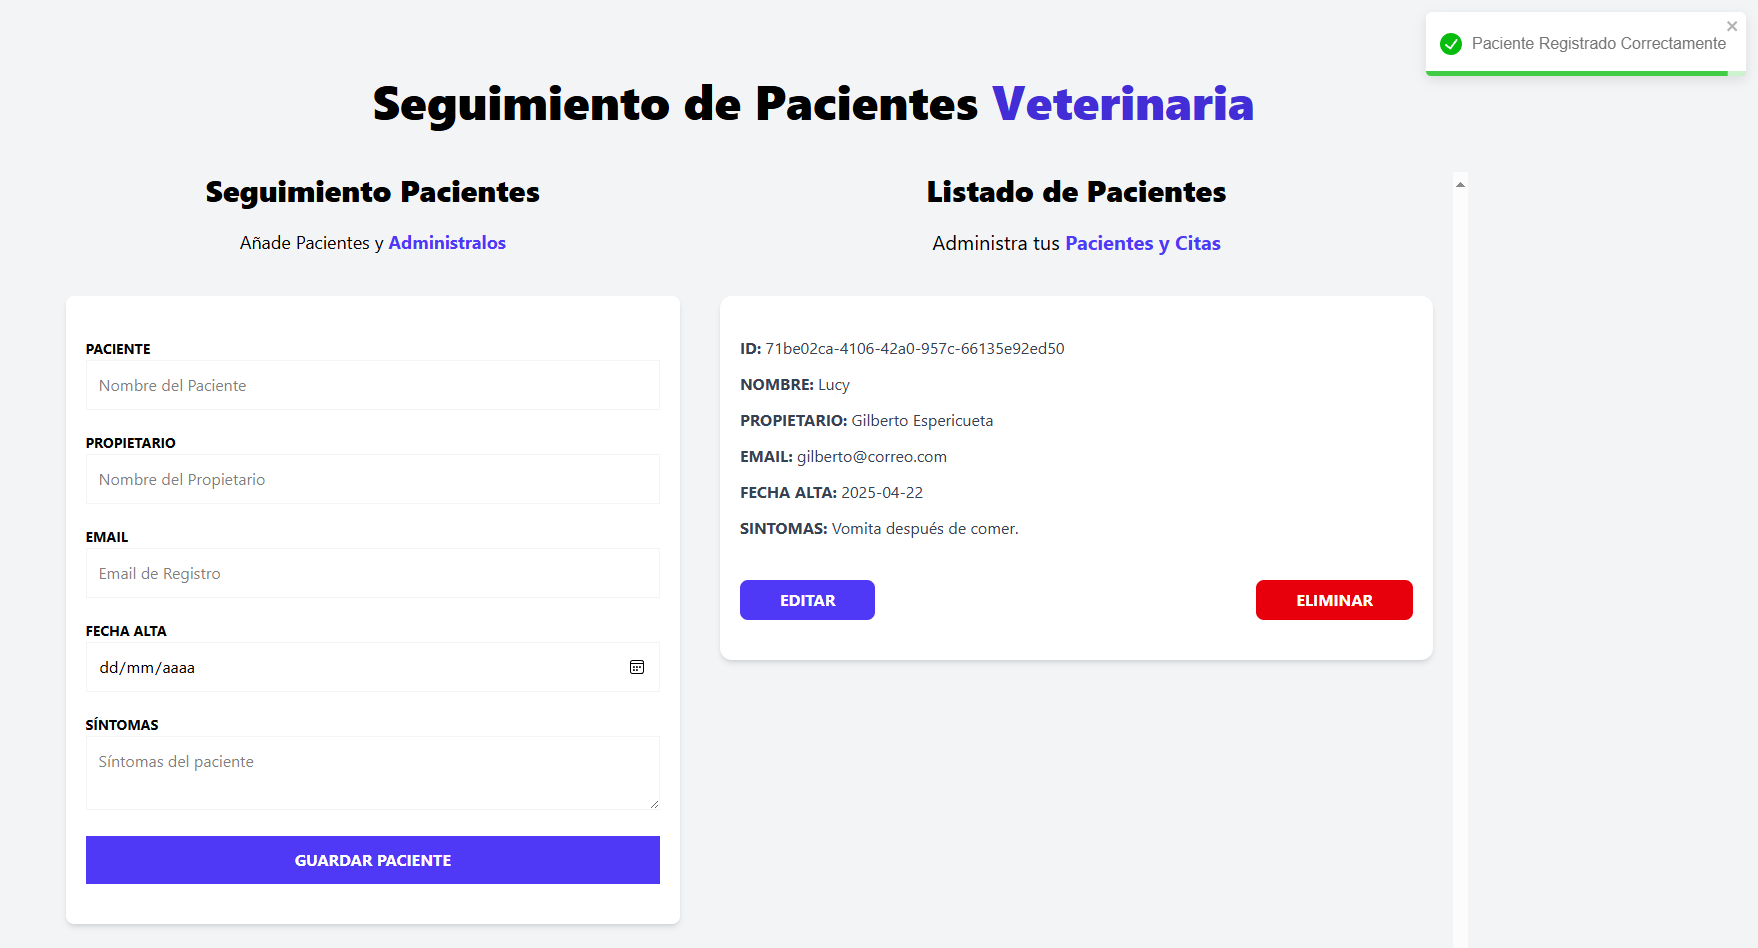 Paciente Registrado Correctamente
Seguimiento de Pacientes Veterinaria
Seguimiento Pacientes
Añade Pacientes y Administralos
PACIENTE
Nombre del Paciente
PROPIETARIO
Nombre del Propietario
EMAIL
Email de Registro
FECHA ALTA
dd/mm/aaaa
SÍNTOMAS
Síntomas del paciente
GUARDAR PACIENTE
Listado de Pacientes
Administra tus Pacientes y Citas
ID: 71be02ca-4106-42a0-957c-66135e92ed50
NOMBRE: Lucy
PROPIETARIO: Gilberto Espericueta
EMAIL: gilberto@correo.com
FECHA ALTA: 2025-04-22
SINTOMAS: Vomita después de comer.
EDITAR
ELIMINAR